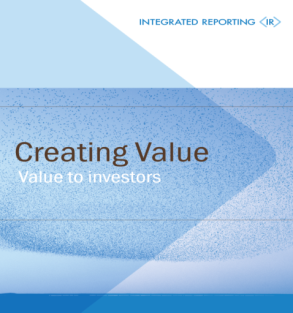 INTEGRATED REPORTING <IR>
Creating Value
Value to investors